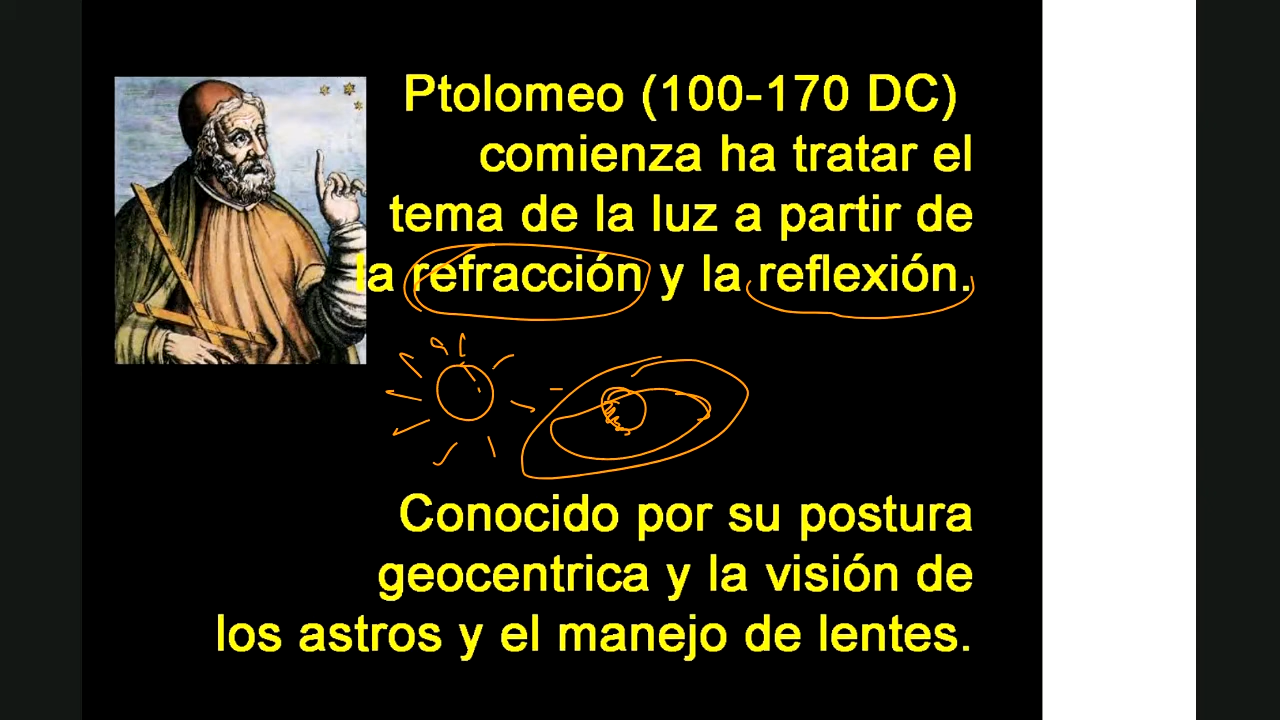 Ptolomeo (100-170 DC)
comienza ha tratar el
tema de la luz a partir de
la refracción y la reflexión.
Conocido por su postura
geocentrica y la visión de
los astros y el manejo de lentes.